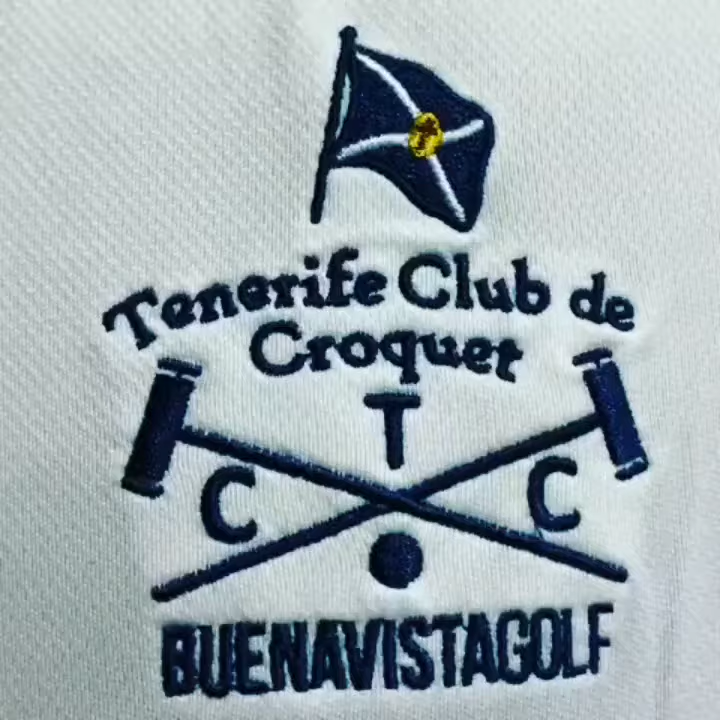 Tenerife Club de
Croquet
T
C C
BUENAVISTAGOLF